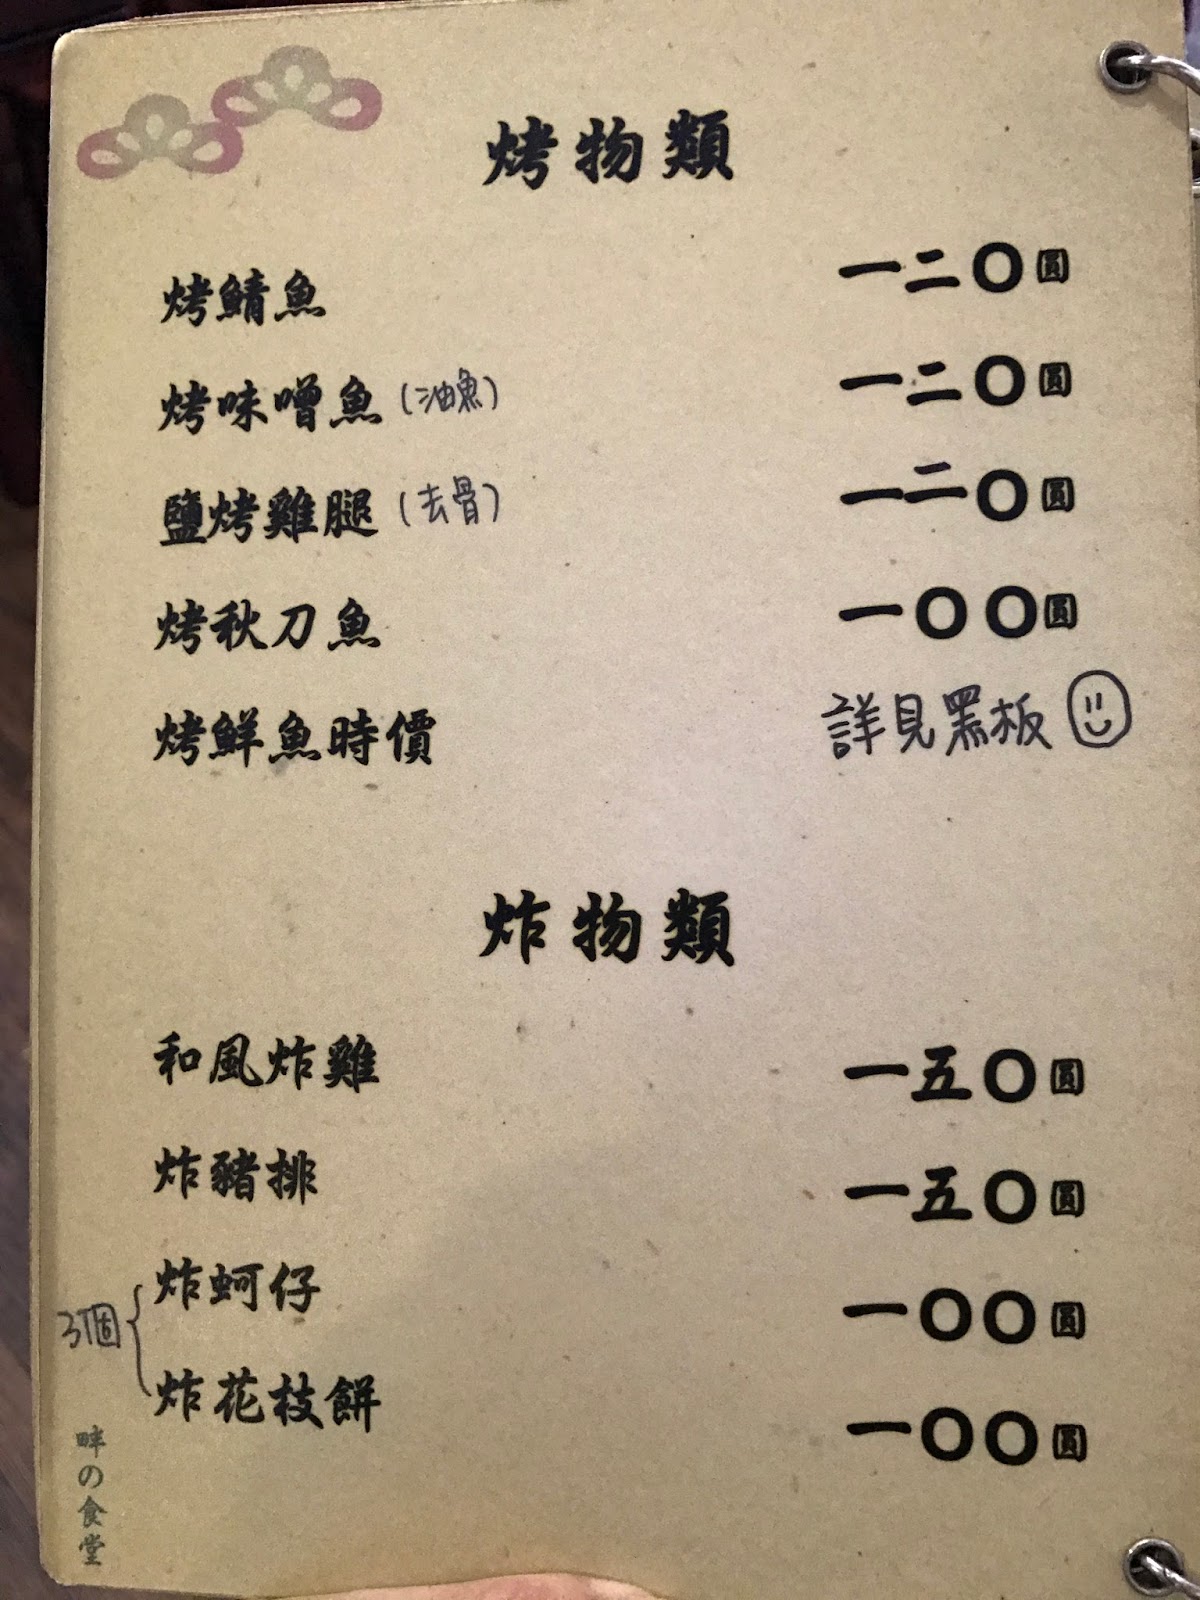 烤物類
烤鯖魚 一二〇圓
烤味噌魚(油魚) 一二〇圓
鹽烤雞腿(去骨) 一二〇圓
烤秋刀魚 一〇〇圓
烤鮮魚時價 詳見黑板
炸物類
和風炸雞 一五〇圓
炸豬排 一五〇圓
炸蚵仔 一〇〇圓
3個
炸花枝餅 一〇〇圓
畔の食堂